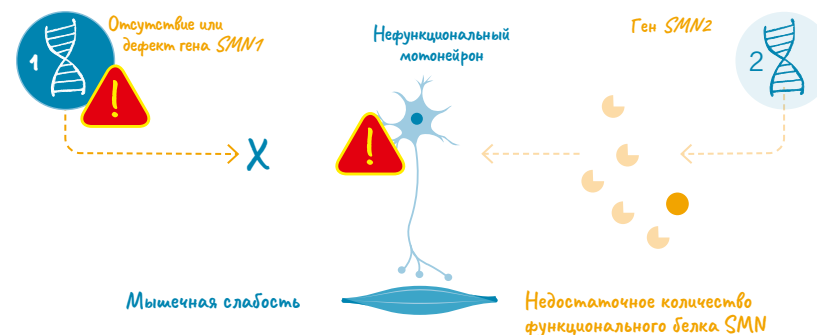 Отсутствие или
дефект гена SMN1
1
Нефункциональный
мотонейрон
Ген SMN2
2
!
!
X
Мышечная слабость
Недостаточное количество
функционального белка SMN